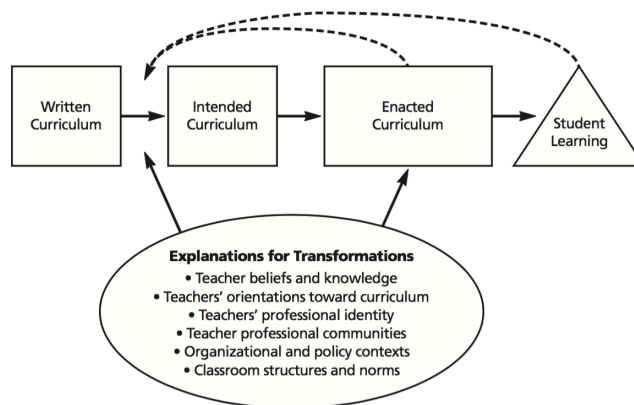 Written
Curriculum
Intended
Curriculum
Enacted
Curriculum
Student
Learning
Explanations for Transformations
• Teacher beliefs and knowledge
• Teachers' orientations toward curriculum
• Teachers' professional identity
• Teacher professional communities
• Organizational and policy contexts
• Classroom structures and norms